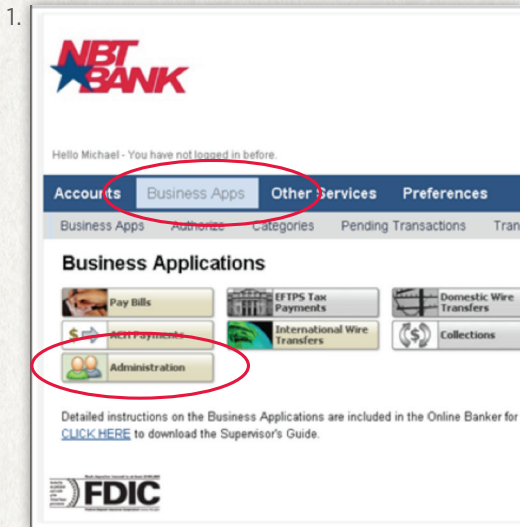 1.
NBT
BANK
Hello Michael - You have not logged in before.
Accounts Business Apps Other Services Preferences
Business Apps Authorize Categories Pending Transactions Tran
Business Applications
Pay Bills
EFTPS Tax
Payments
Domestic Wire
Transfers
ACH Payments
International Wire
Transfers
Collections
Administration
Detailed instructions on the Business Applications are included in the Online Banker for
CLICK HERE to download the Supervisor's Guide.
FDIC